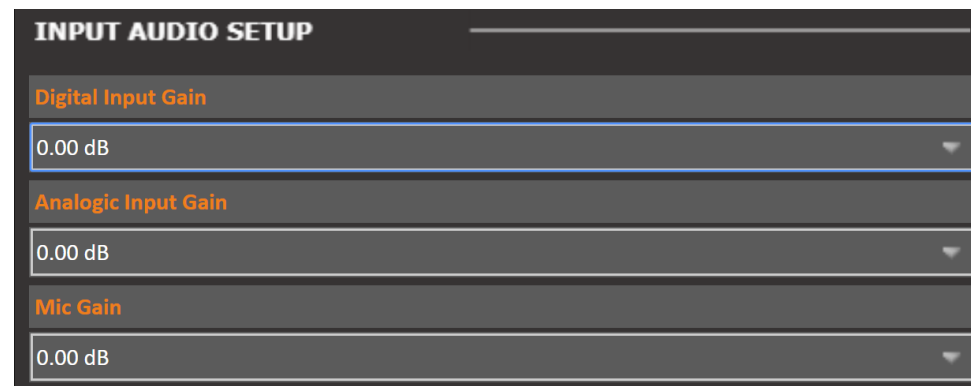 INPUT AUDIO SETUP
Digital Input Gain
0.00 dB
Analogic Input Gain
0.00 dB
Mic Gain
0.00 dB